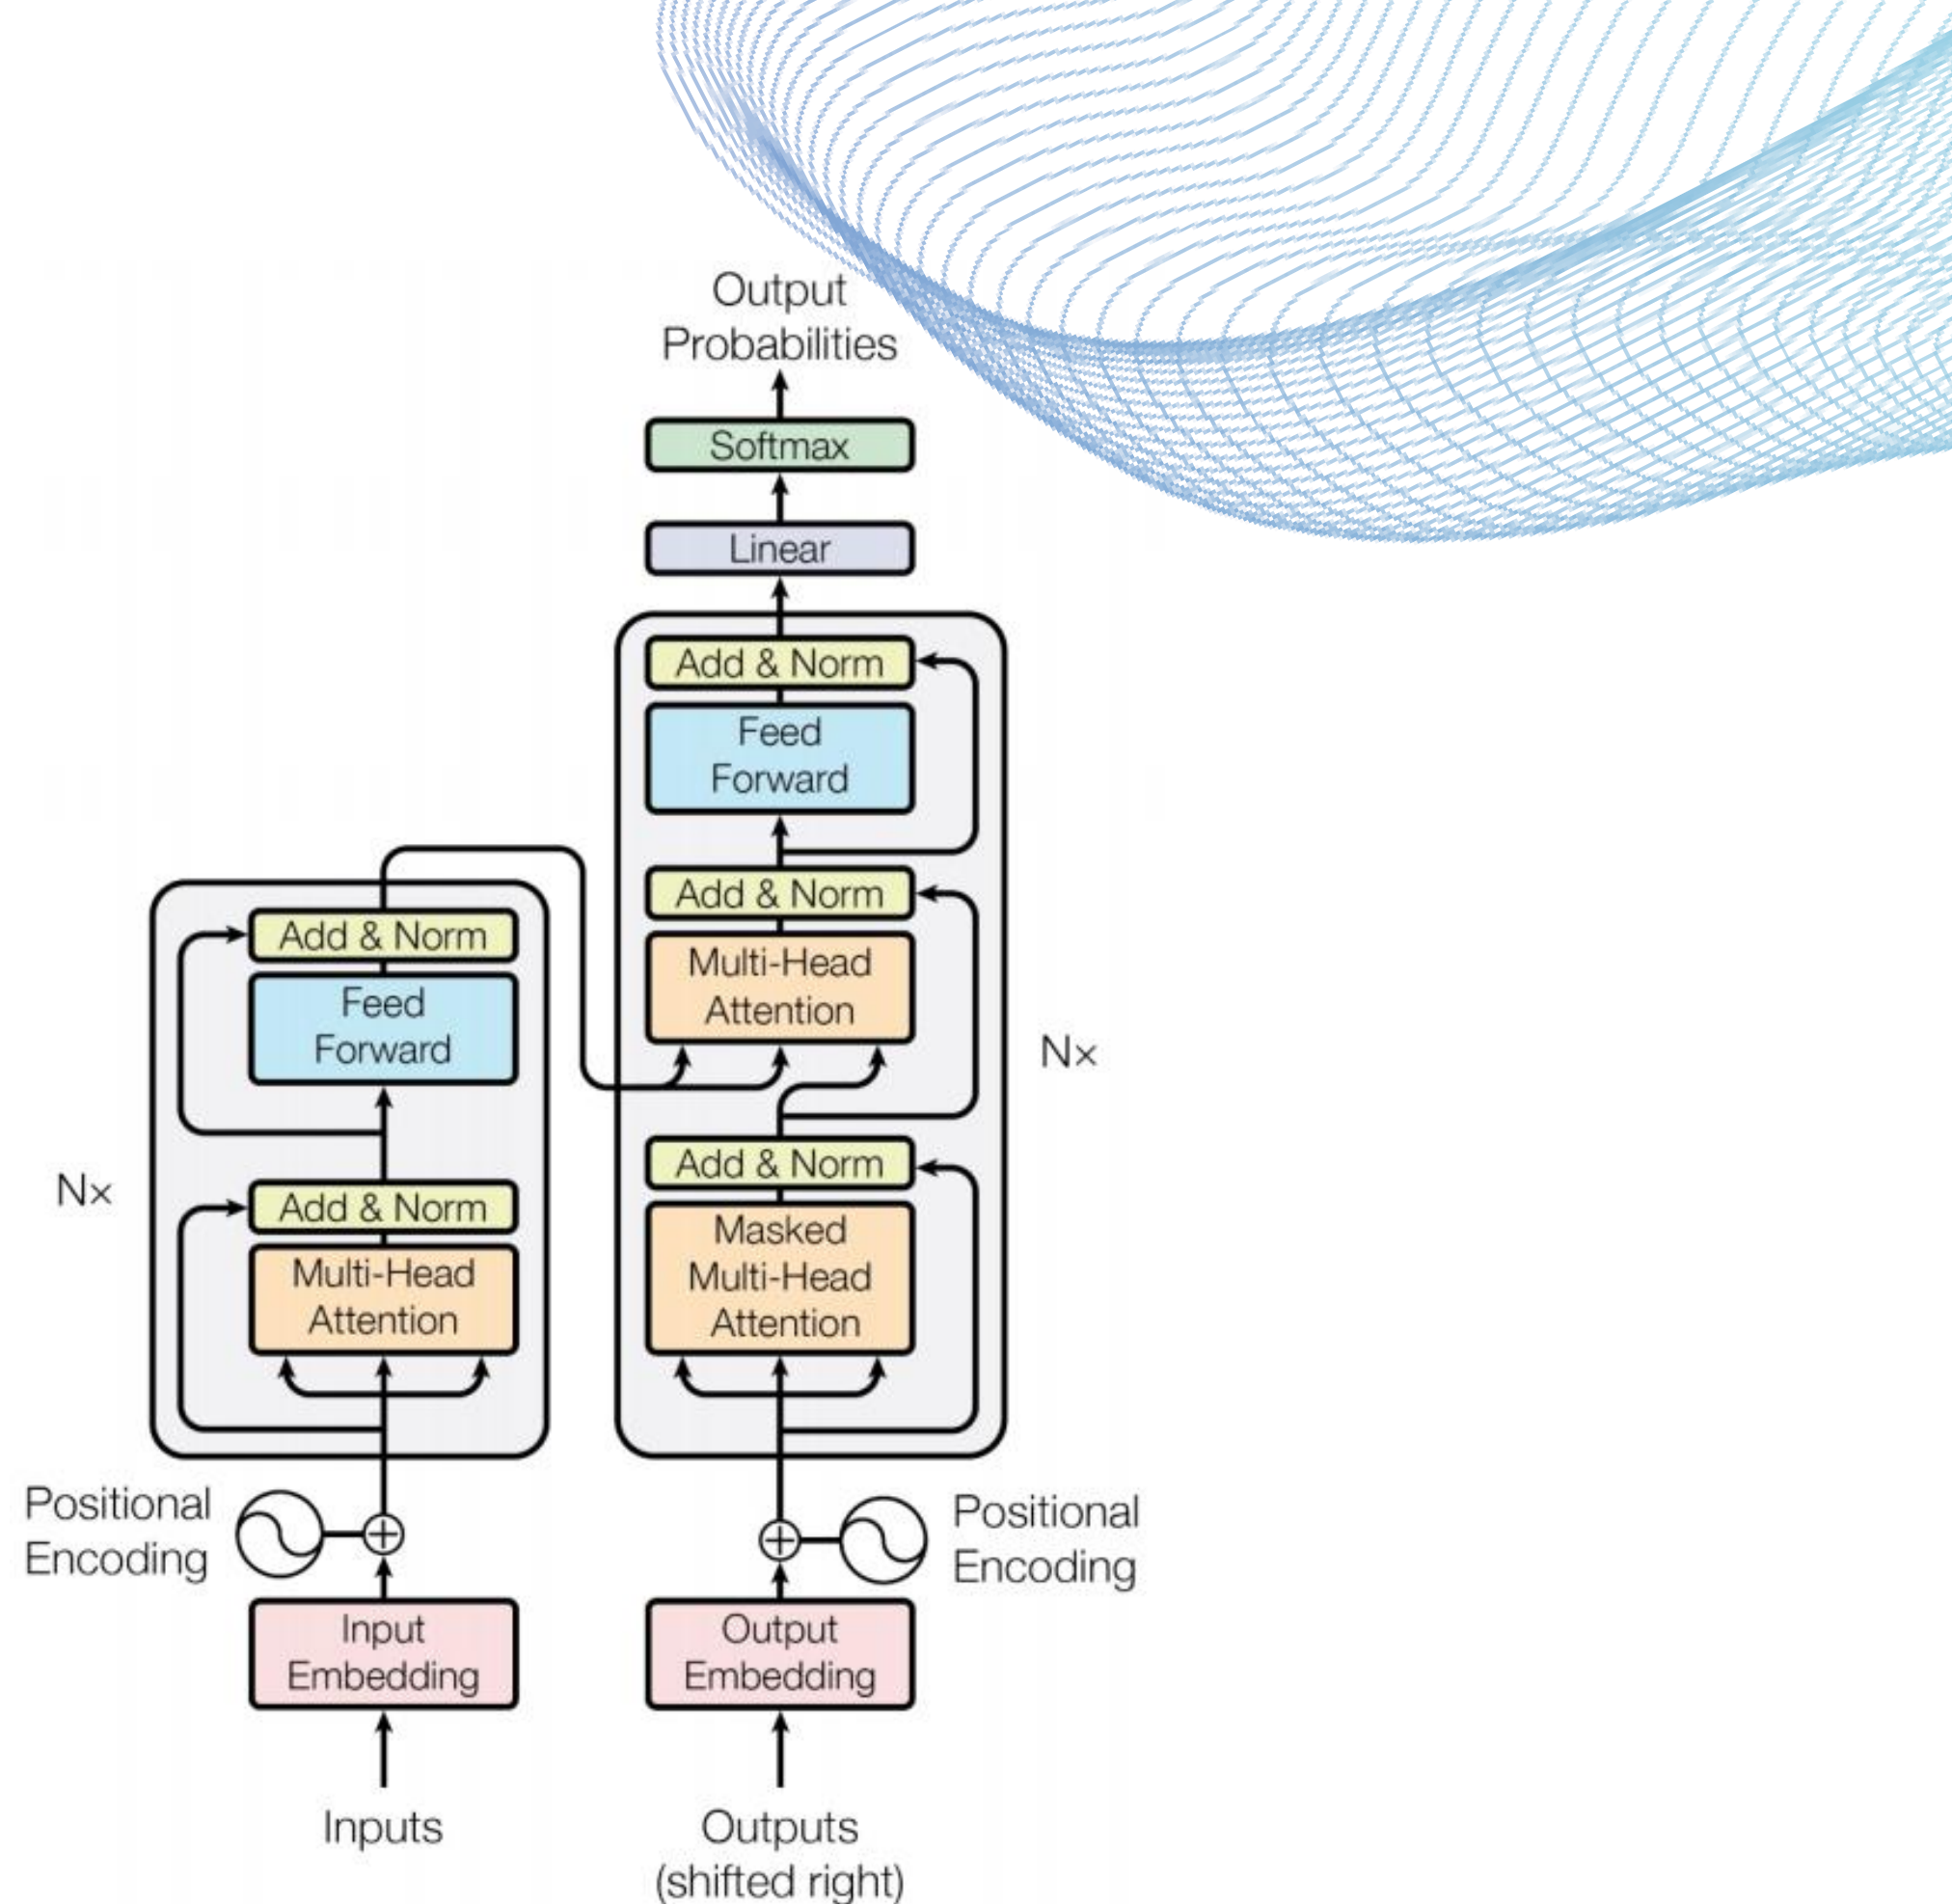 Output
Probabilities
Softmax
Linear
Add & Norm
Feed
Forward
Add & Norm
Multi-Head
Attention
Nx
Add & Norm
Masked
Multi-Head
Attention
Add & Norm
Feed
Forward
Nx
Add & Norm
Multi-Head
Attention
Positional
Encoding
Positional
Encoding
Input
Embedding
Output
Embedding
Inputs
Outputs
(shifted right)